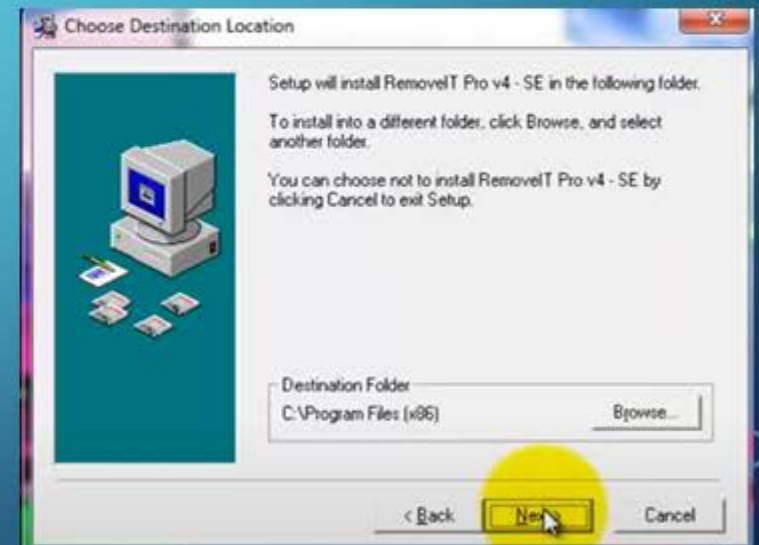 Choose Destination Location
Setup will install RemoveIT Pro v4 - SE in the following folder.
To install into a different folder, click Browse, and select
another folder.
You can choose not to install RemoveIT Pro v4 - SE by
clicking Cancel to exit Setup.
Destination Folder
C:\Program Files (x86)
Browse...
< Back
Next >
Cancel